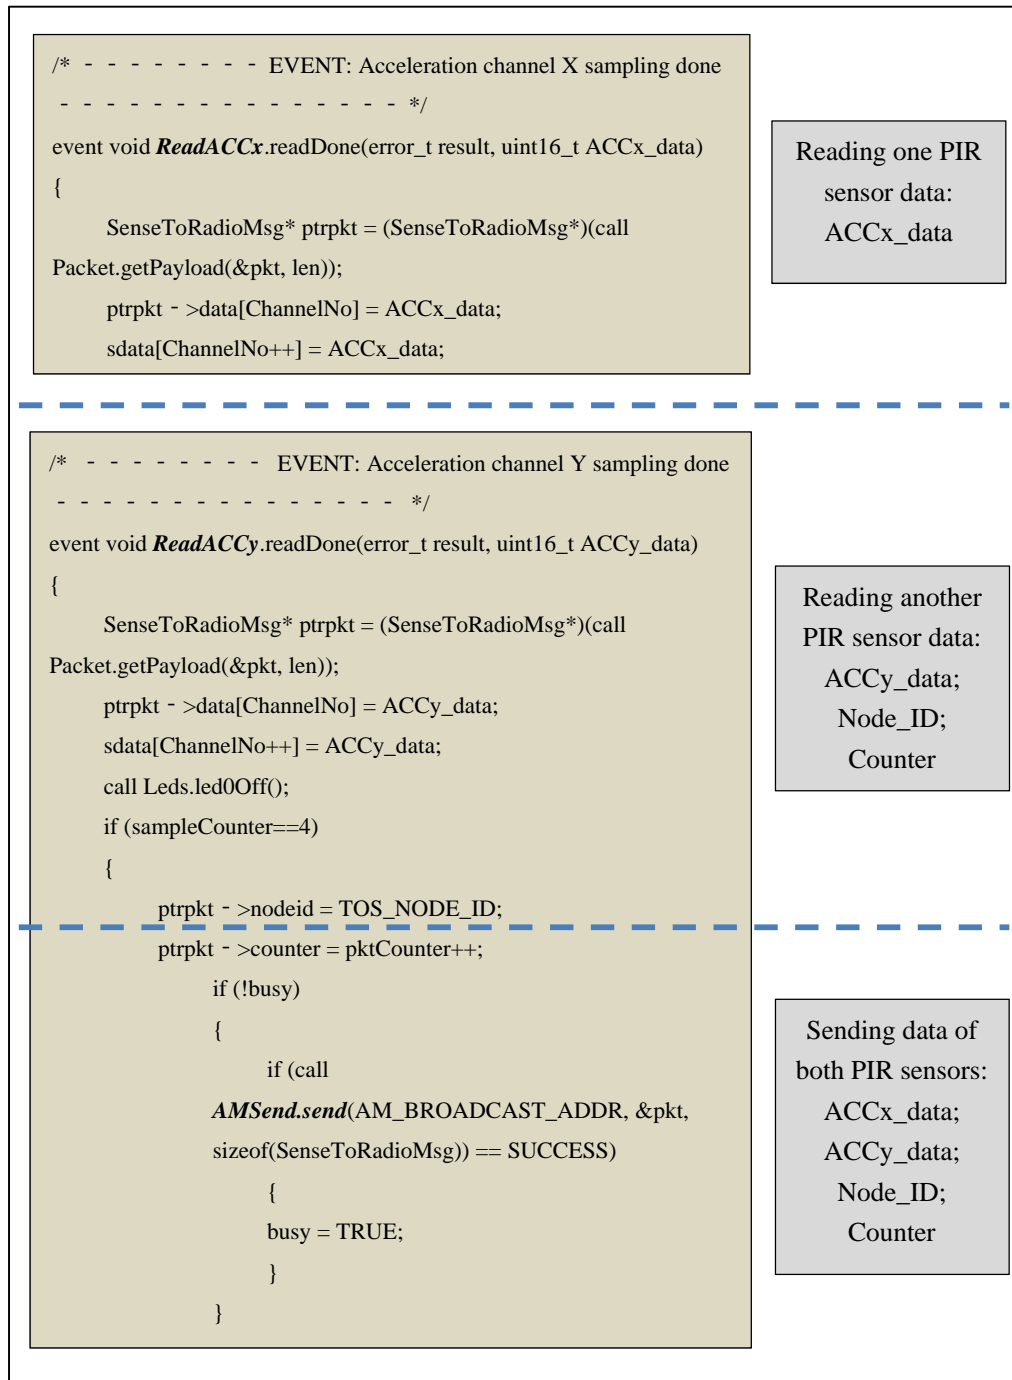 /* - - - - - - - - EVENT: Acceleration channel X sampling done
- - - - - - - - - - - - - - - */
event void ReadACCx.readDone(error_t result, uint16_t ACCx_data)
{
SenseToRadioMsg* ptrpkt = (SenseToRadioMsg*)(call
Packet.getPayload(&pkt, len));
ptrpkt - >data[ChannelNo] = ACCx_data;
sdata[ChannelNo++] = ACCx_data;
Reading one PIR
sensor data:
ACCx_data
/* - - - - - - - - EVENT: Acceleration channel Y sampling done
- - - - - - - - - - - - - - - */
event void ReadACCy.readDone(error_t result, uint16_t ACCy_data)
{
SenseToRadioMsg* ptrpkt = (SenseToRadioMsg*)(call
Packet.getPayload(&pkt, len));
ptrpkt - >data[ChannelNo] = ACCy_data;
sdata[ChannelNo++] = ACCy_data;
call Leds.led0Off();
if (sampleCounter==4)
{
ptrpkt - >nodeid = TOS_NODE_ID;
ptrpkt - >counter = pktCounter++;
if (!busy)
{
if (call
AMSend.send(AM_BROADCAST_ADDR, &pkt,
sizeof(SenseToRadioMsg)) == SUCCESS)
{
busy = TRUE;
}
}
Reading another
PIR sensor data:
ACCy_data;
Node_ID;
Counter
Sending data of
both PIR sensors:
ACCx_data;
ACCy_data;
Node_ID;
Counter